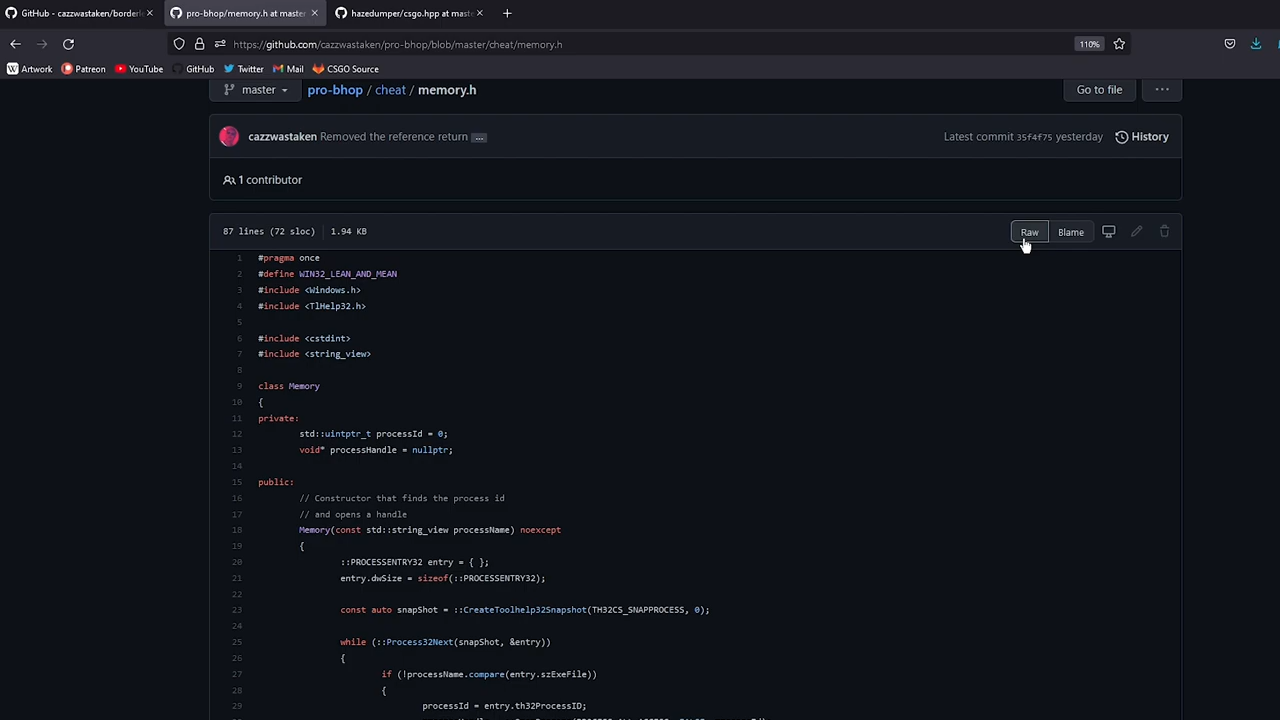 GitHub - cazzwastaken/borderle
pro-bhop/memory.h at master
hazedumper/csgo.hpp at maste
https://github.com/cazzwastaken/pro-bhop/blob/master/cheat/memory.h
110%
Artwork Patreon YouTube GitHub Twitter Mail CSGO Source
master pro-bhop / cheat / memory.h Go to file ...
cazzwastaken Removed the reference return ... Latest commit 35f4f75 yesterday History
1 contributor
87 lines (72 sloc) 1.94 KB Raw Blame
1 #pragma once
2 #define WIN32_LEAN_AND_MEAN
3 #include <Windows.h>
4 #include <TlHelp32.h>
5
6 #include <cstdint>
7 #include <string_view>
8
9 class Memory
10 {
11 private:
12 std::uintptr_t processId = 0;
13 void* processHandle = nullptr;
14
15 public:
16 // Constructor that finds the process id
17 // and opens a handle
18 Memory(const std::string_view processName) noexcept
19 {
20 ::PROCESSENTRY32 entry = { };
21 entry.dwSize = sizeof(::PROCESSENTRY32);
22
23 const auto snapShot = ::CreateToolhelp32Snapshot(TH32CS_SNAPPROCESS, 0);
24
25 while (::Process32Next(snapShot, &entry))
26 {
27 if (!processName.compare(entry.szExeFile))
28 {
29 processId = entry.th32ProcessID;